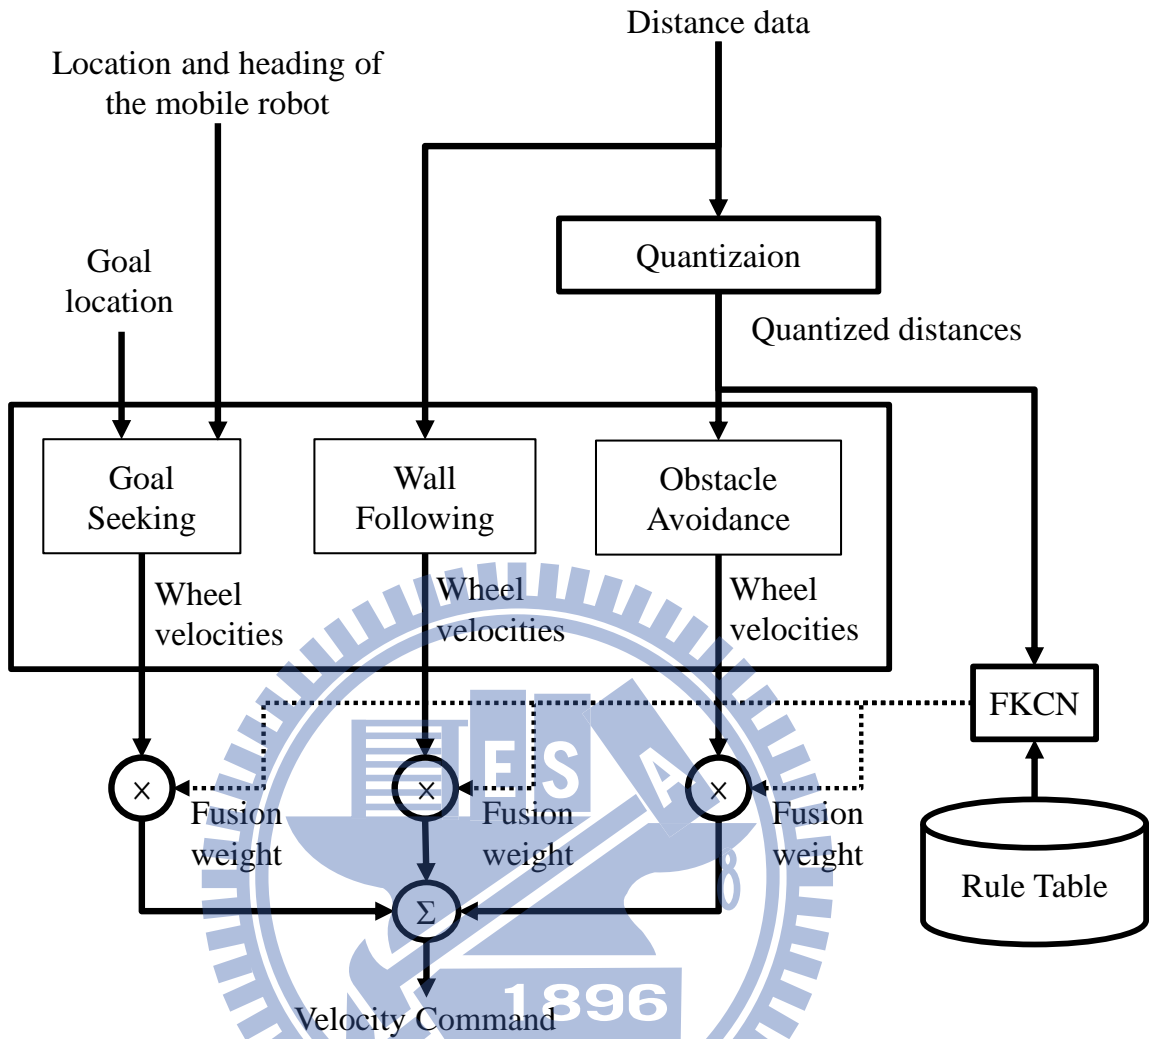 Distance data
Location and heading of
the mobile robot
Quantizaion
Goal
location
Quantized distances
Goal
Seeking
Wall
Following
Obstacle
Avoidance
Wheel
velocities
Wheel
velocities
Wheel
velocities
FKCN
×
×
×
Fusion
weight
Fusion
weight
Fusion
weight
Rule Table
Σ
Velocity Command
E S A
8
1896